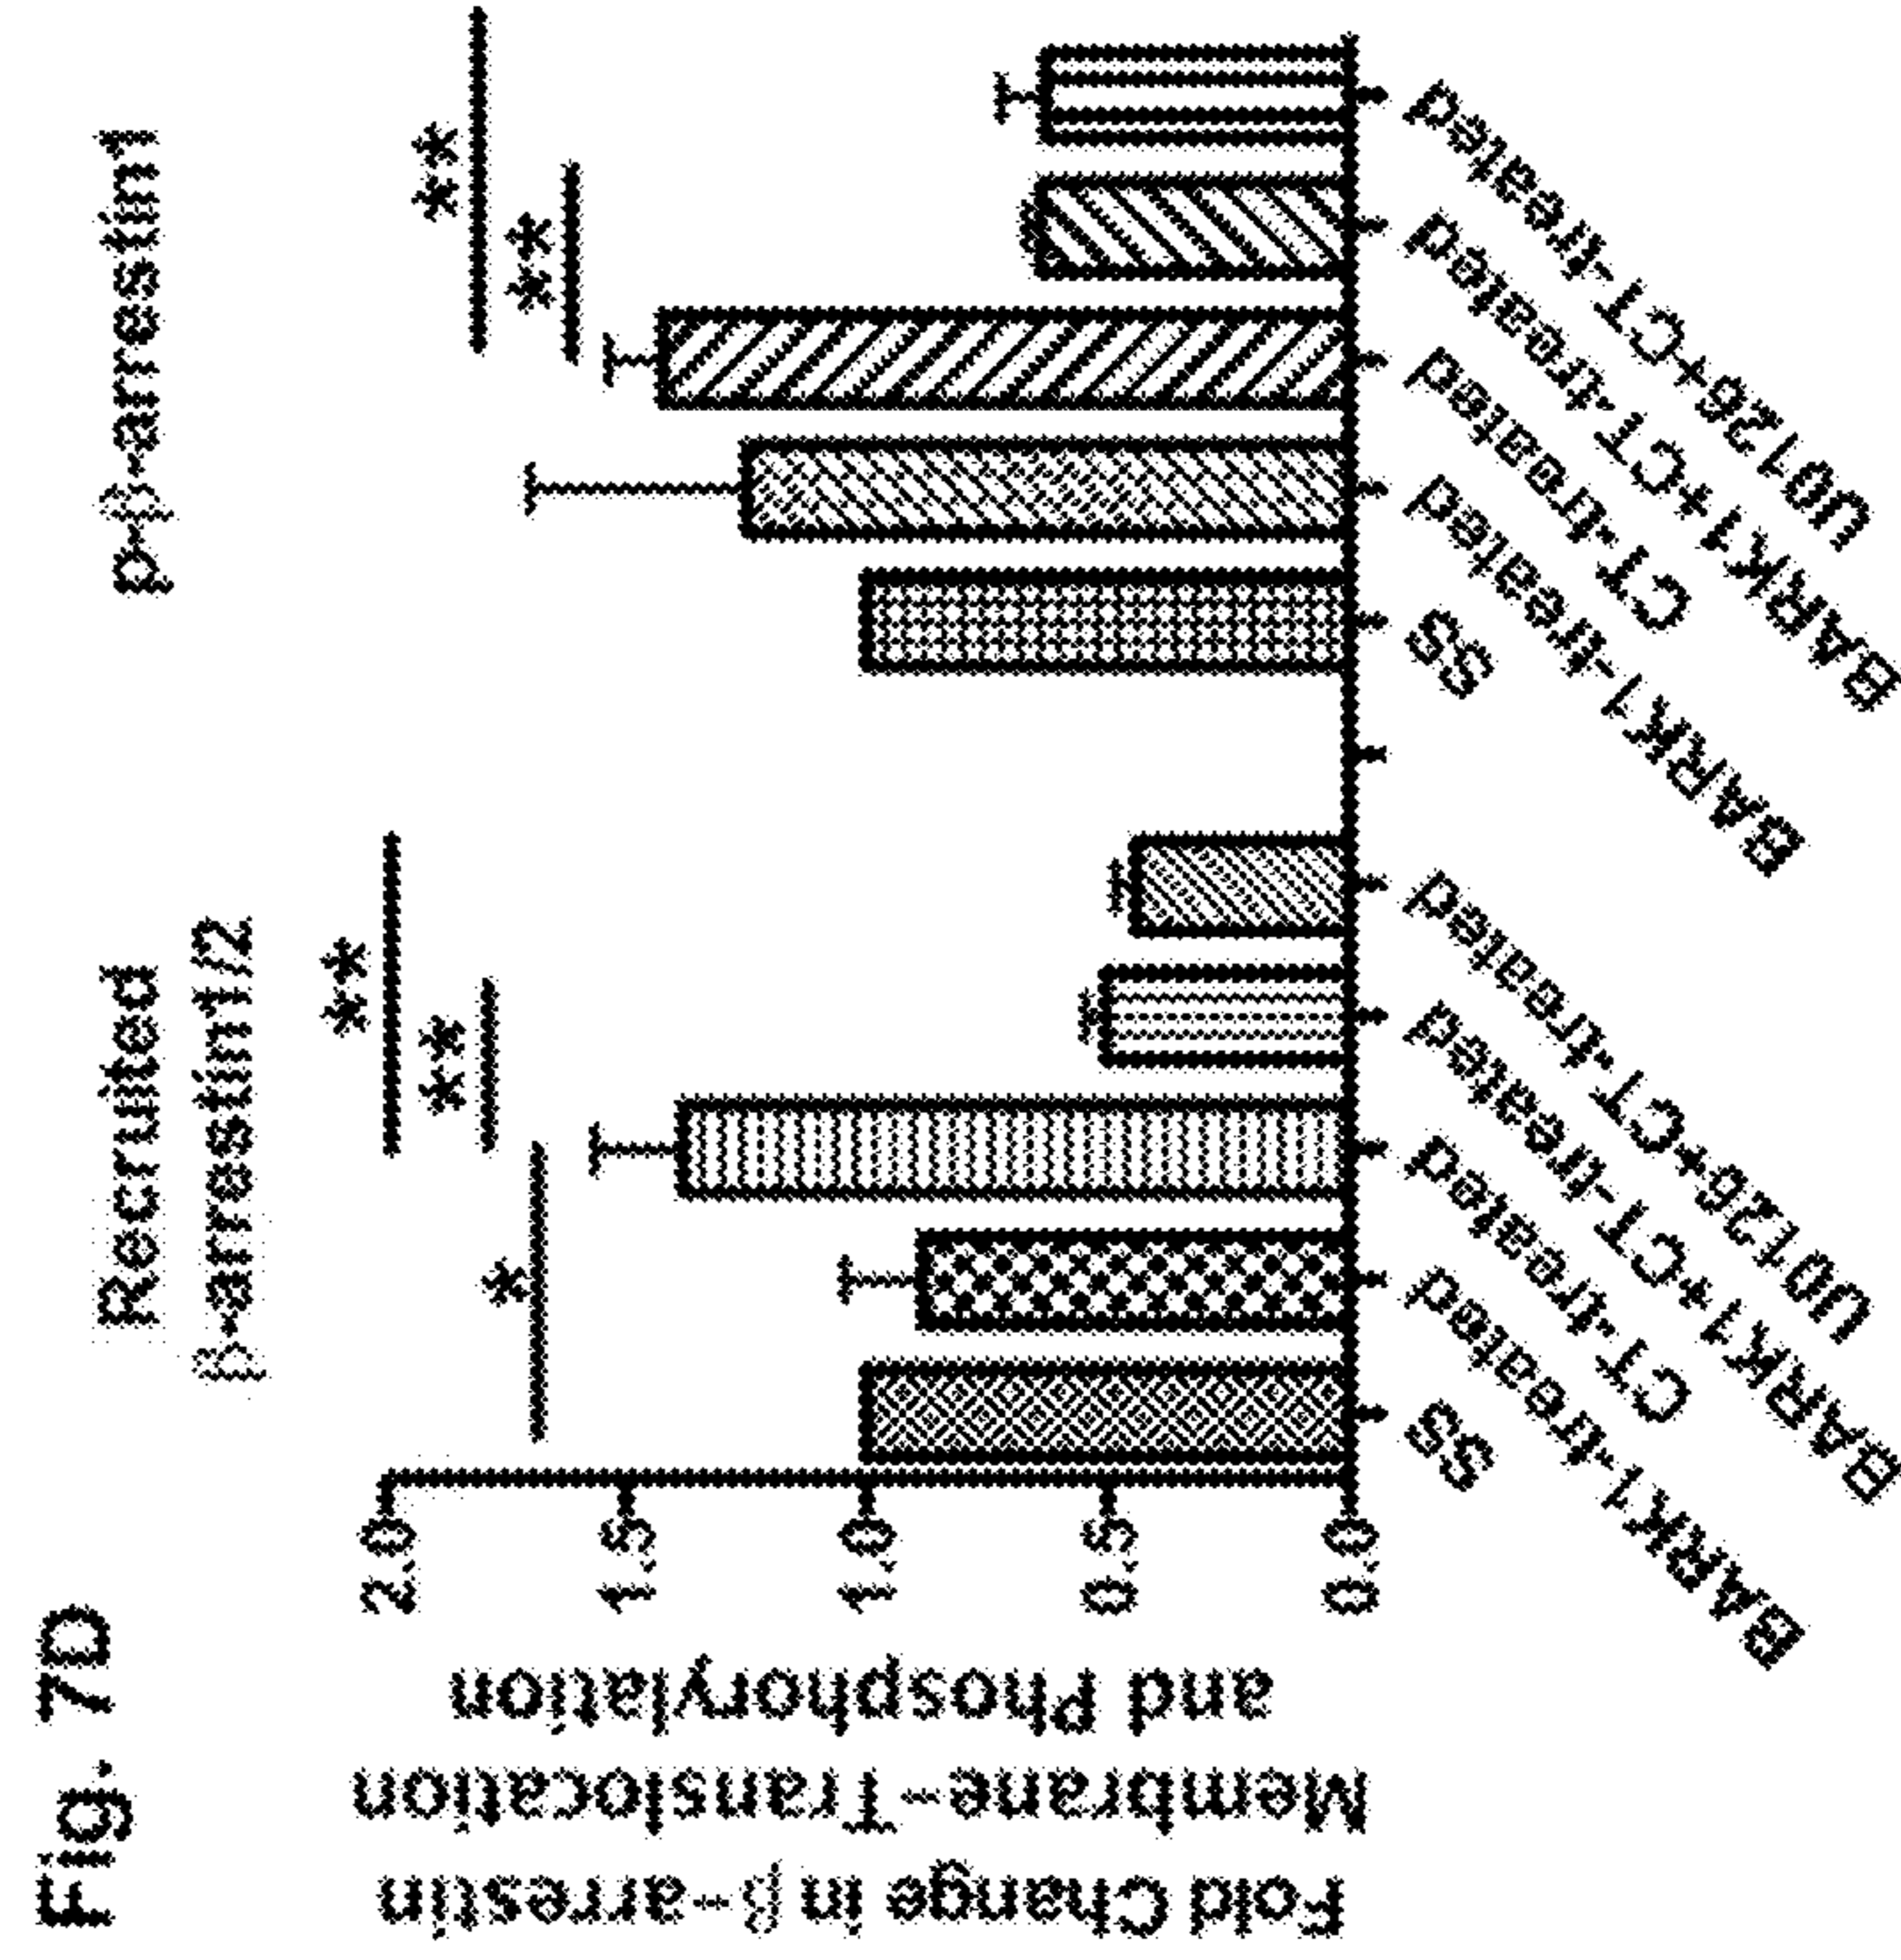 Fig. 7D
Recruited
β-arrestin1/2
p-β-arrestin1
**
**
*
**
**
Fold Change in β-arrestin
Membrane-Translocation
and Phosphorylation
2.0
1.5
1.0
0.5
0.0
SS
BARK1-treated
CT-treated
BARK1+CT-treated
U0126+CT-treated
SS
BARK1-treated
CT-treated
BARK1+CT-treated
U0126+CT-treated